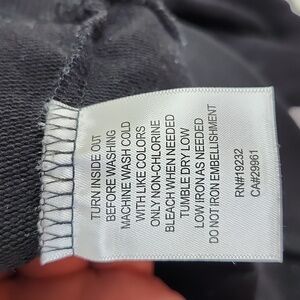 TURN INSIDE OUT
BEFORE WASHING
MACHINE WASH COLD
WITH LIKE COLORS
ONLY NON-CHLORINE
BLEACH WHEN NEEDED
TUMBLE DRY LOW
LOW IRON AS NEEDED
DO NOT IRON EMBELLISHMENT
RN#19232
CA#29961